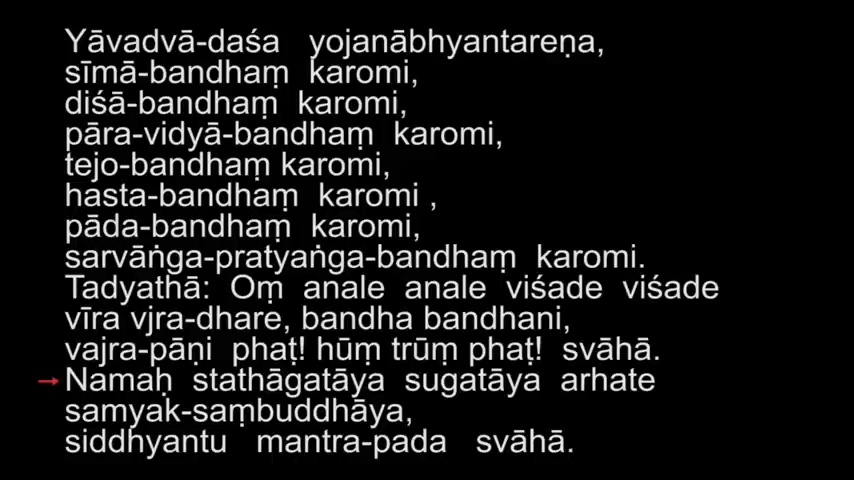 Yāvadvā-daśa yojanābhyantareṇa,
sīmā-bandhaṃ karomi,
diśā-bandhaṃ karomi,
pāra-vidyā-bandhaṃ karomi,
tejo-bandhaṃ karomi,
hasta-bandhaṃ karomi ,
pāda-bandhaṃ karomi,
sarvāṅga-pratyaṅga-bandhaṃ karomi.
Tadyathā: Oṃ anale anale viśade viśade
vīra vjra-dhare, bandha bandhani,
vajra-pāṇi phaṭ! hūṃ trūṃ phaṭ! svāhā.
→Namaḥ stathāgatāya sugatāya arhate
samyak-saṃbuddhāya,
siddhyantu mantra-pada svāhā.